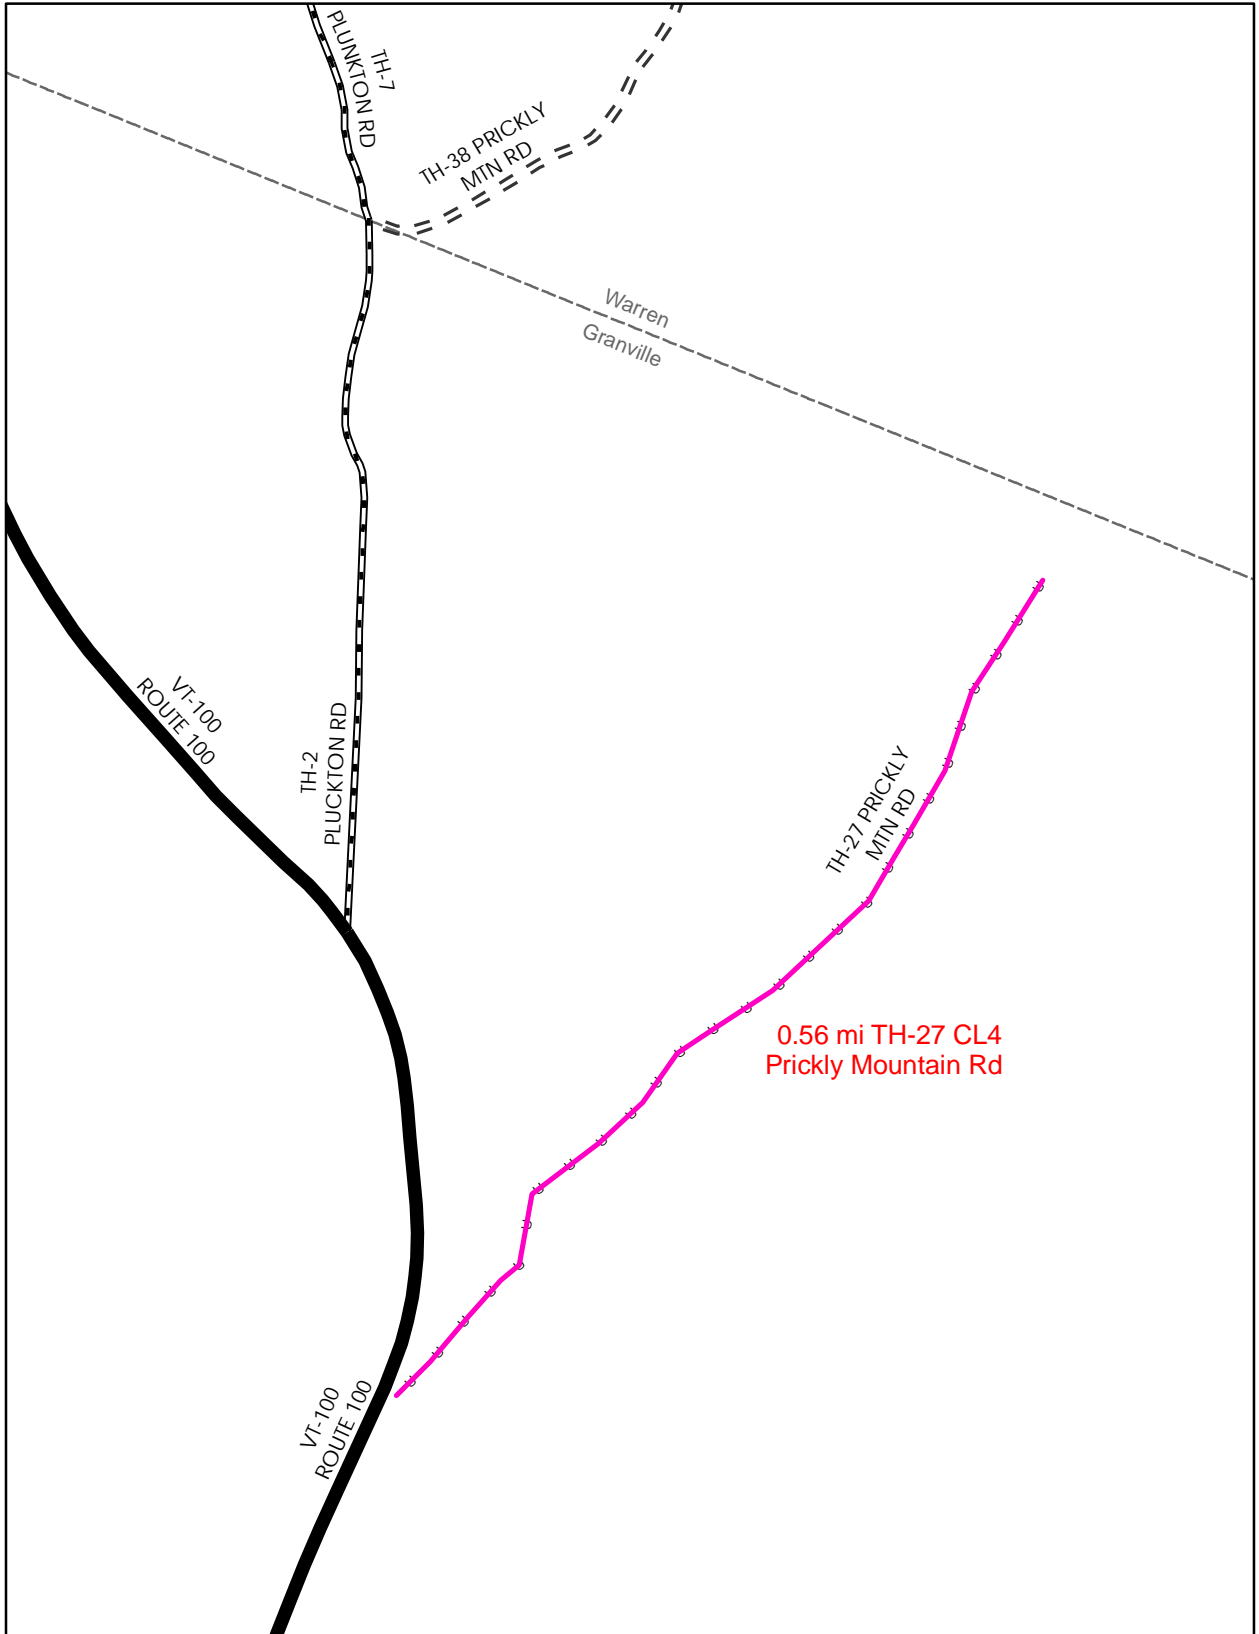 TH-7
PLUNKTON RD
TH-38 PRICKLY
MTN RD
Warren
Granville
VT-100
ROUTE 100
TH-2
PLUCKTON RD
TH-27 PRICKLY
MTN RD
0.56 mi TH-27 CL4
Prickly Mountain Rd
VT-100
ROUTE 100